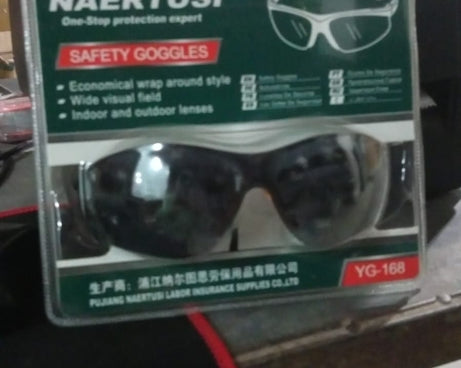 NAERTUSI
One-Stop protection expert
SAFETY GOGGLES
Economical wrap around style
Wide visual field
Indoor and outdoor lenses
生产商：浦江纳尔图思劳保用品有限公司
PUJIANG NAERTUSI LABOR INSURANCE SUPPLIES CO.,LTD
YG-168